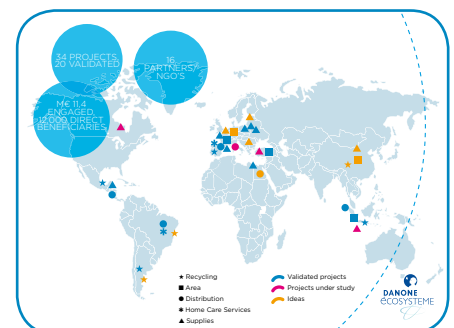 34 PROJECTS,
20 VALIDATED
16
PARTNERS/
NGO'S
M€ 11,4
ENGAGED,
12,000 DIRECT
BENEFICIARIES
Recycling
Area
Distribution
Home Care Services
Supplies
Validated projects
Projects under study
Ideas
DANONE
écosysteme